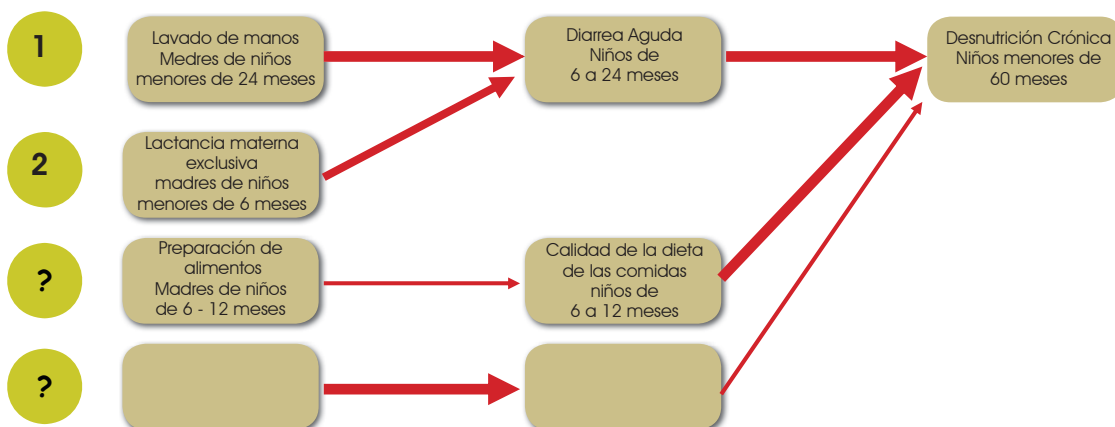 1
Lavado de manos
Medres de niños
menores de 24 meses
Diarrea Aguda
Niños de
6 a 24 meses
Desnutrición Crónica
Niños menores de
60 meses
2
Lactancia materna
exclusiva
madres de niños
menores de 6 meses
?
Preparación de
alimentos
Madres de niños
de 6 - 12 meses
Calidad de la dieta
de las comidas
niños de
6 a 12 meses
?